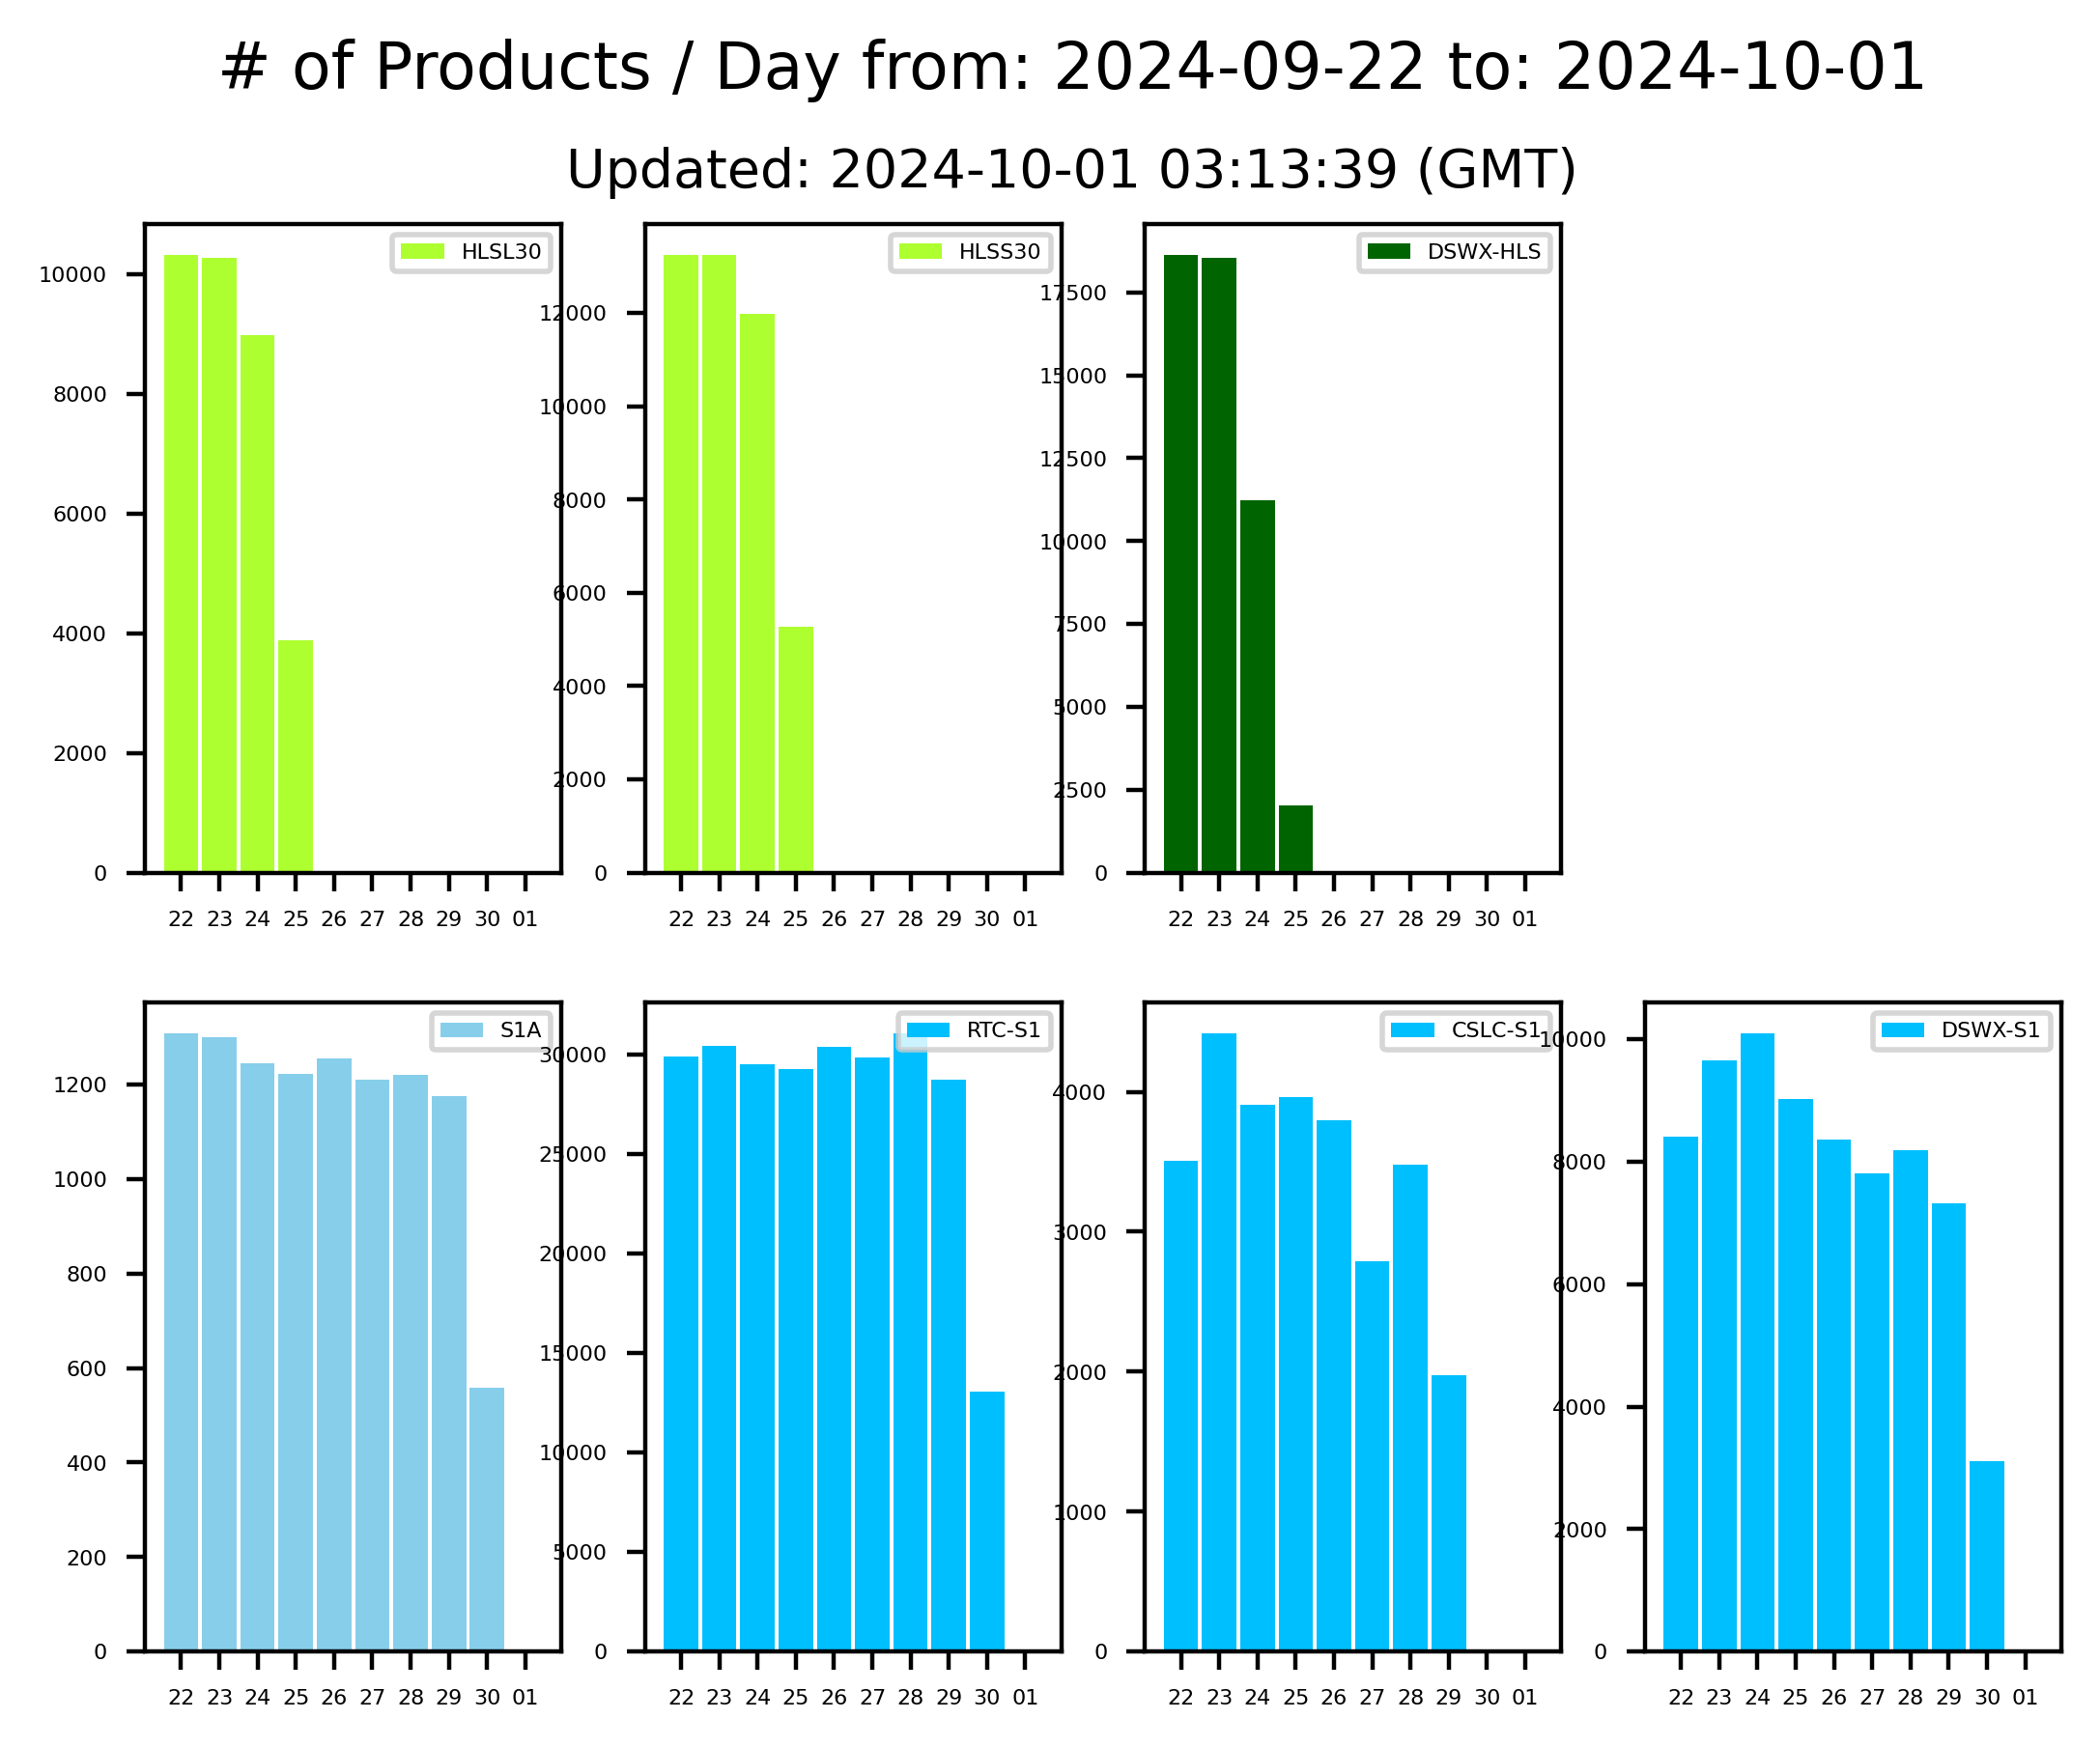 # of Products / Day from: 2024-09-22 to: 2024-10-01
Updated: 2024-10-01 03:13:39 (GMT)
HLSL30
10000
8000
6000
4000
2000
0
22 23 24 25 26 27 28 29 30 01
HLSS30
12000
10000
8000
6000
4000
2000
0
22 23 24 25 26 27 28 29 30 01
DSWX-HLS
17500
15000
12500
10000
7500
5000
2500
0
22 23 24 25 26 27 28 29 30 01
S1A
1200
1000
800
600
400
200
0
22 23 24 25 26 27 28 29 30 01
RTC-S1
30000
25000
20000
15000
10000
5000
0
22 23 24 25 26 27 28 29 30 01
CSLC-S1
4000
3000
2000
1000
0
22 23 24 25 26 27 28 29 30 01
DSWX-S1
10000
8000
6000
4000
2000
0
22 23 24 25 26 27 28 29 30 01